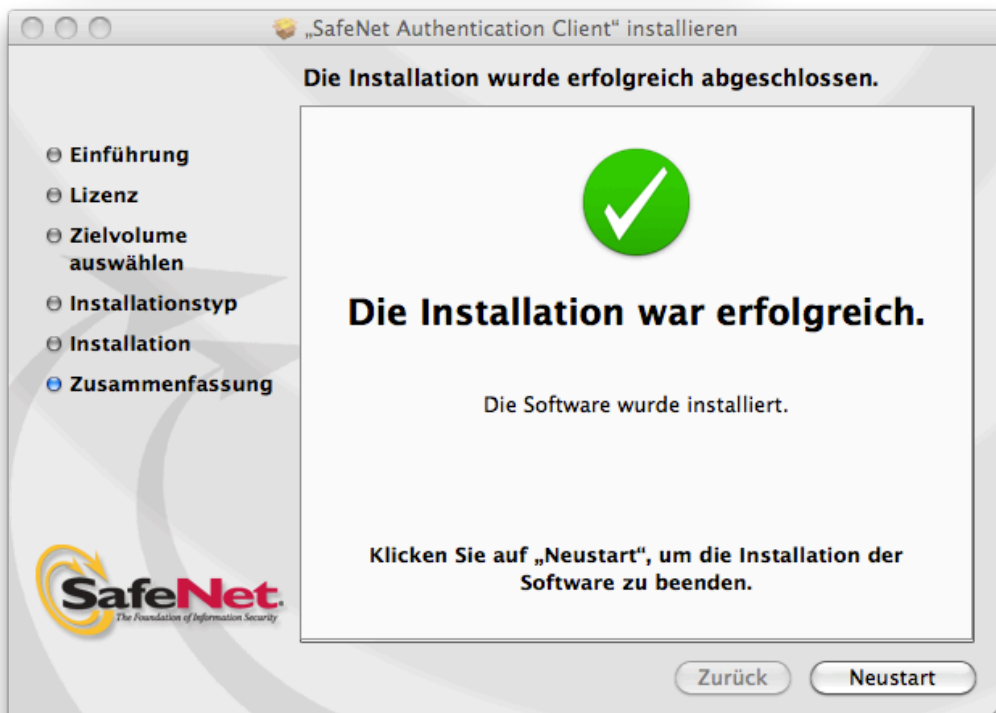 „SafeNet Authentication Client“ installieren
Die Installation wurde erfolgreich abgeschlossen.
Einführung
Lizenz
Zielvolume
auswählen
Installationstyp
Installation
Zusammenfassung
Die Installation war erfolgreich.
Die Software wurde installiert.
Klicken Sie auf „Neustart“, um die Installation der
Software zu beenden.
SafeNet.
The Foundation of Information Security
Zurück
Neustart